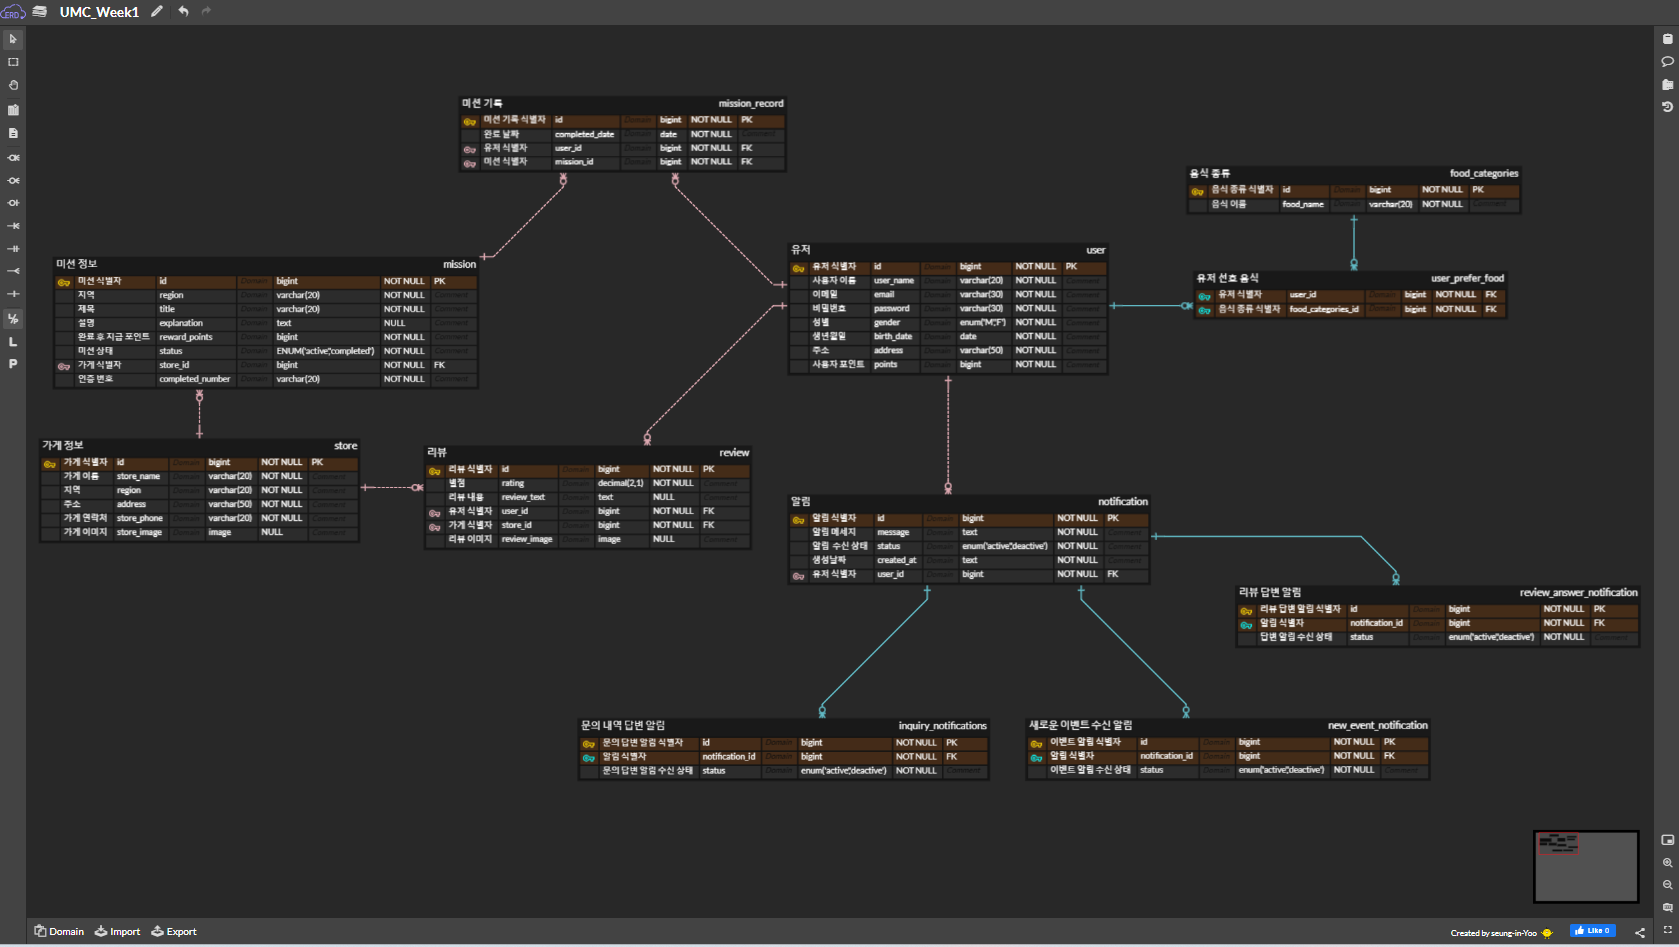 ERD UMC_Week1
미션 기록 mission_record
미션 기록 식별자 id Domain bigint NOT NULL PK
완료 날짜 completed_date Domain date NOT NULL Comment
유저 식별자 user_id Domain bigint NOT NULL FK
미션 식별자 mission_id Domain bigint NOT NULL FK
음식 종류 food_categories
음식 종류 식별자 id Domain bigint NOT NULL PK
음식 이름 food_name Domain varchar(20) NOT NULL Comment
미션 정보 mission
미션 식별자 id Domain bigint NOT NULL PK
지역 region Domain varchar(20) NOT NULL Comment
제목 title Domain varchar(20) NOT NULL Comment
설명 explanation Domain text NULL Comment
완료 후 지급 포인트 reward_points Domain bigint NOT NULL Comment
미션 상태 status Domain ENUM('active','completed') NOT NULL Comment
가게 식별자 store_id Domain bigint NOT NULL FK
인증 번호 completed_number Domain varchar(20) NOT NULL Comment
유저 user
유저 식별자 id Domain bigint NOT NULL PK
사용자 이름 user_name Domain varchar(20) NOT NULL Comment
이메일 email Domain varchar(30) NOT NULL Comment
비밀번호 password Domain varchar(30) NOT NULL Comment
성별 gender Domain enum('M','F') NOT NULL Comment
생년월일 birth_date Domain date NOT NULL Comment
주소 address Domain varchar(50) NOT NULL Comment
사용자 포인트 points Domain bigint NOT NULL Comment
유저 선호 음식 user_prefer_food
유저 식별자 user_id Domain bigint NOT NULL FK
음식 종류 식별자 food_categories_id Domain bigint NOT NULL FK
가게 정보 store
가게 식별자 id Domain bigint NOT NULL PK
가게 이름 store_name Domain varchar(20) NOT NULL Comment
지역 region Domain varchar(20) NOT NULL Comment
주소 address Domain varchar(50) NOT NULL Comment
가게 연락처 store_phone Domain varchar(20) NOT NULL Comment
가게 이미지 store_image Domain image NULL Comment
리뷰 review
리뷰 식별자 id Domain bigint NOT NULL PK
별점 rating Domain decimal(2,1) NOT NULL Comment
리뷰 내용 review_text Domain text NULL Comment
유저 식별자 user_id Domain bigint NOT NULL FK
가게 식별자 store_id Domain bigint NOT NULL FK
리뷰 이미지 review_image Domain image NULL Comment
알림 notification
알림 식별자 id Domain bigint NOT NULL PK
알림 메세지 message Domain text NOT NULL Comment
알림 수신 상태 status Domain enum('active','deactive') NOT NULL Comment
생성날짜 created_at Domain text NOT NULL Comment
유저 식별자 user_id Domain bigint NOT NULL FK
리뷰 답변 알림 review_answer_notification
리뷰 답변 알림 식별자 id Domain bigint NOT NULL PK
알림 식별자 notification_id Domain bigint NOT NULL FK
답변 알림 수신 상태 status Domain enum('active','deactive') NOT NULL Comment
문의 내역 답변 알림 inquiry_notifications
문의 답변 알림 식별자 id Domain bigint NOT NULL PK
알림 식별자 notification_id Domain bigint NOT NULL FK
문의 답변 알림 수신 상태 status Domain enum('active','deactive') NOT NULL Comment
새로운 이벤트 수신 알림 new_event_notification
이벤트 알림 식별자 id Domain bigint NOT NULL PK
알림 식별자 notification_id Domain bigint NOT NULL FK
이벤트 알림 수신 상태 status Domain enum('active','deactive') NOT NULL Comment
L
P
Domain Import Export
Created by seung-in-Yoo
Like 0